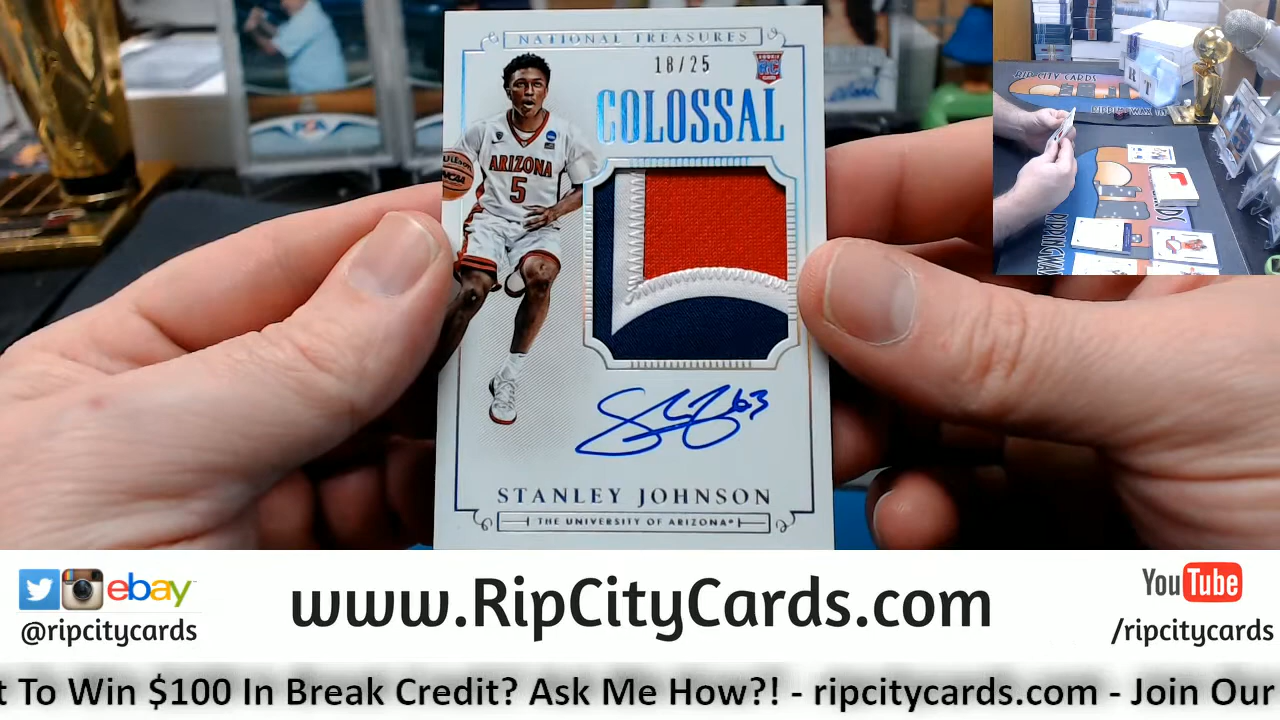 NATIONAL TREASURES
18/25
RC
COLOSSAL
ARIZONA
5
STANLEY JOHNSON
THE UNIVERSITY OF ARIZONA
RIP CITY CARDS
ebay
@ripcitycards
www.RipCityCards.com
YouTube
/ripcitycards
t To Win $100 In Break Credit? Ask Me How?! - ripcitycards.com - Join Our